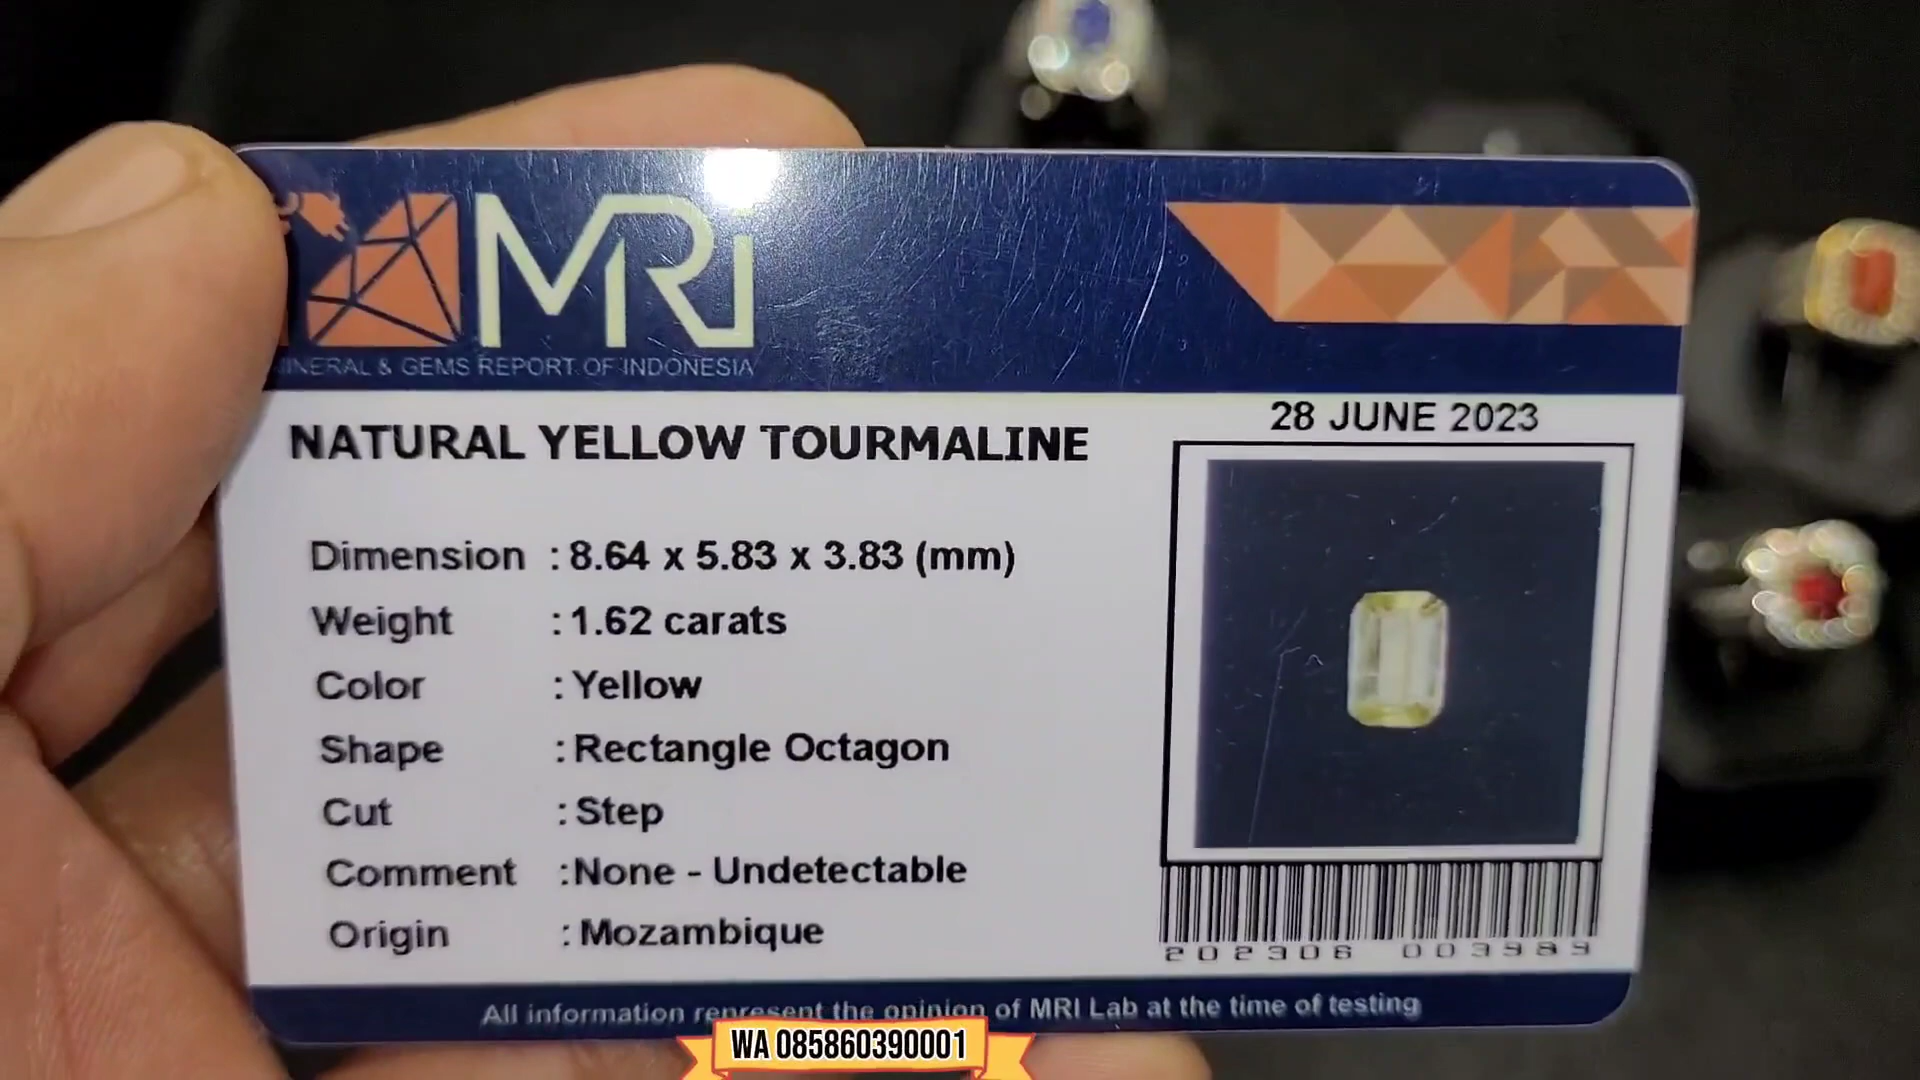 MRi
MINERAL & GEMS REPORT OF INDONESIA
28 JUNE 2023
NATURAL YELLOW TOURMALINE
Dimension : 8.64 x 5.83 x 3.83 (mm)
Weight : 1.62 carats
Color : Yellow
Shape : Rectangle Octagon
Cut : Step
Comment : None - Undetectable
Origin : Mozambique
202306 003989
All information represent the opinion of MRI Lab at the time of testing
WA 085860390001